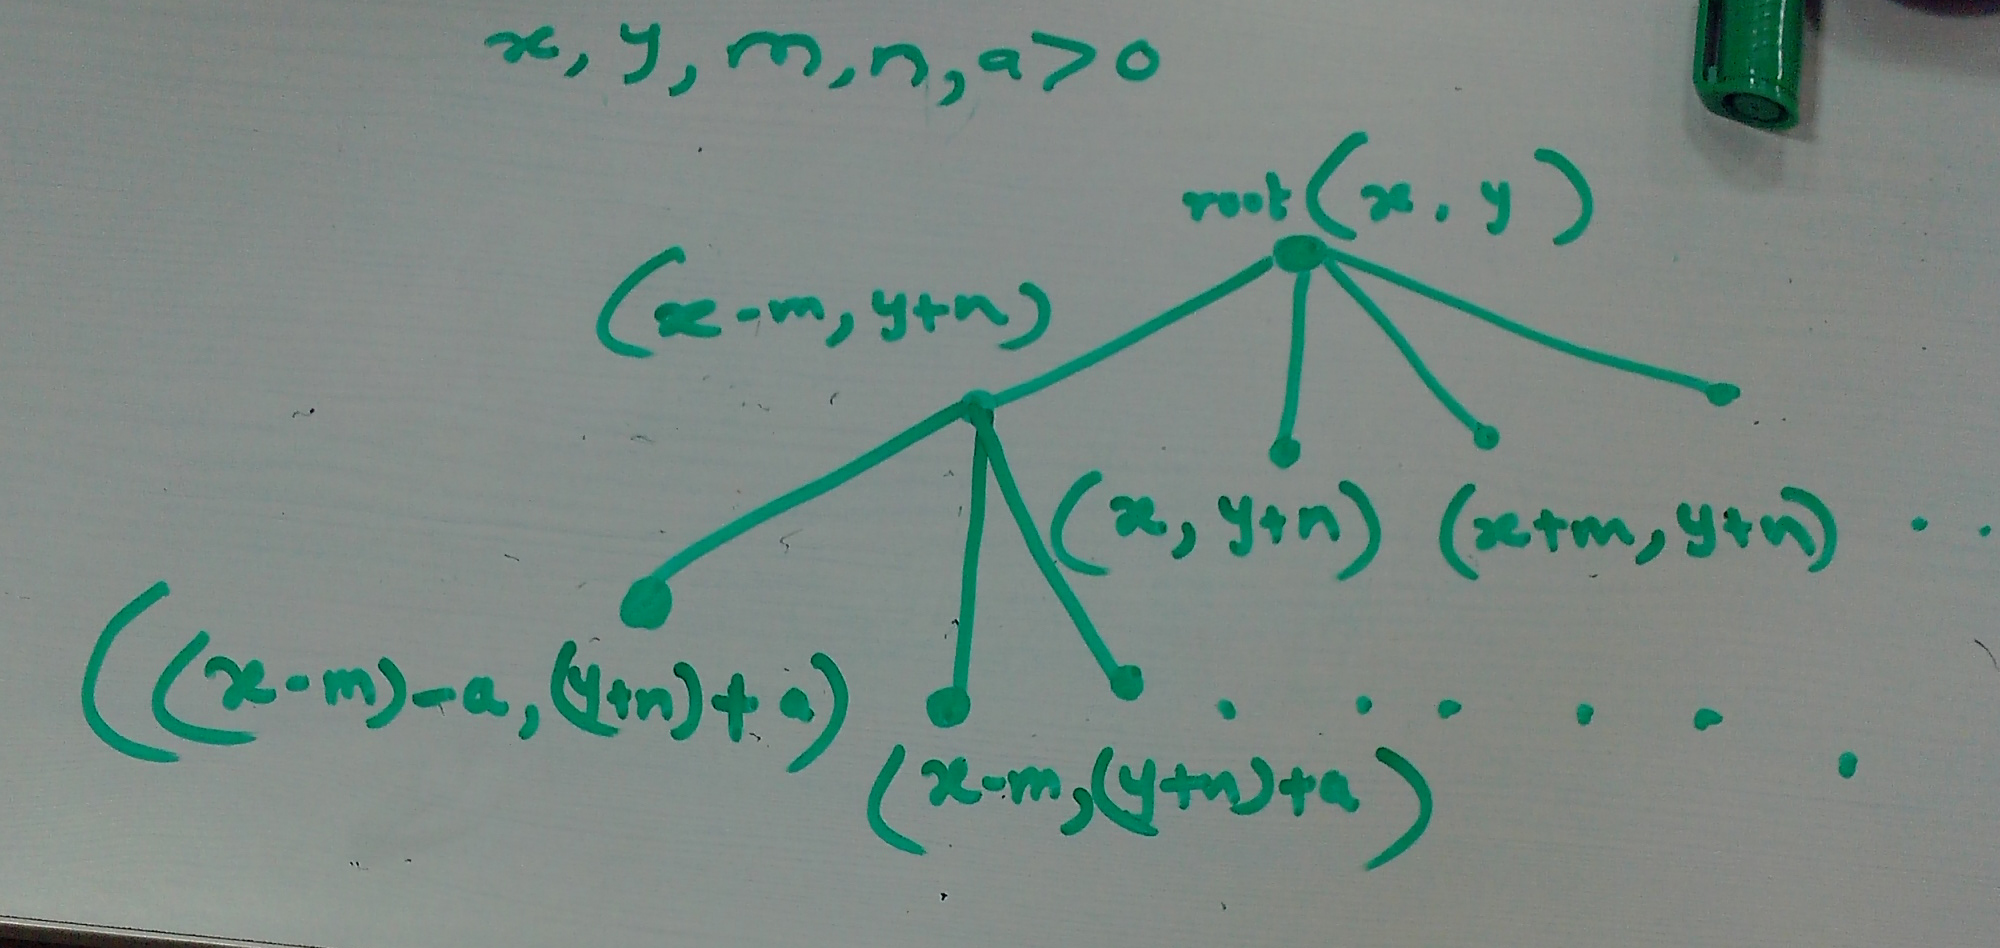 x, y, m, n, a > 0
root (x, y)
(x-m, y+n)
(x, y+n) (x+m, y+n) . .
((x-m)-a, (y+n)+a)
(x-m, (y+n)+a)